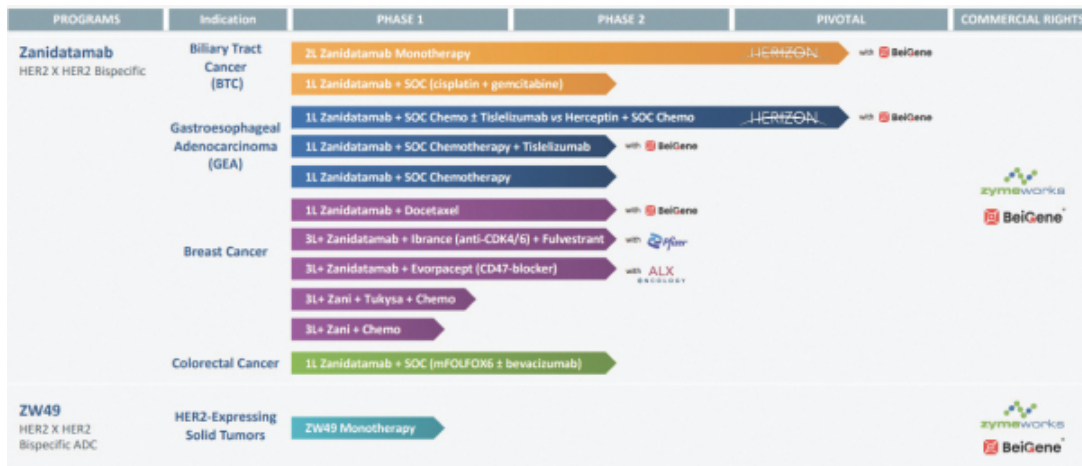 PROGRAMS Indication PHASE 1 PHASE 2 PIVOTAL COMMERCIAL RIGHTS
Zanidatamab
HER2 X HER2 Bispecific
Biliary Tract
Cancer
(BTC)
2L Zanidatamab Monotherapy HERIZON with BeiGene
1L Zanidatamab + SOC (cisplatin + gemcitabine)
Gastroesophageal
Adenocarcinoma
(GEA)
1L Zanidatamab + SOC Chemo ± Tislelizumab vs Herceptin + SOC Chemo HERIZON with BeiGene
1L Zanidatamab + SOC Chemotherapy + Tislelizumab with BeiGene
1L Zanidatamab + SOC Chemotherapy
Breast Cancer
1L Zanidatamab + Docetaxel with BeiGene
3L+ Zanidatamab + Ibrance (anti-CDK4/6) + Fulvestrant with Pfizer
3L+ Zanidatamab + Evorpacept (CD47-blocker) with ALX ONCOLOGY
3L+ Zani + Tukysa + Chemo
3L+ Zani + Chemo
Colorectal Cancer
1L Zanidatamab + SOC (mFOLFOX6 ± bevacizumab)
zymeworks
BeiGene
ZW49
HER2 X HER2
Bispecific ADC
HER2-Expressing
Solid Tumors
ZW49 Monotherapy
zymeworks
BeiGene